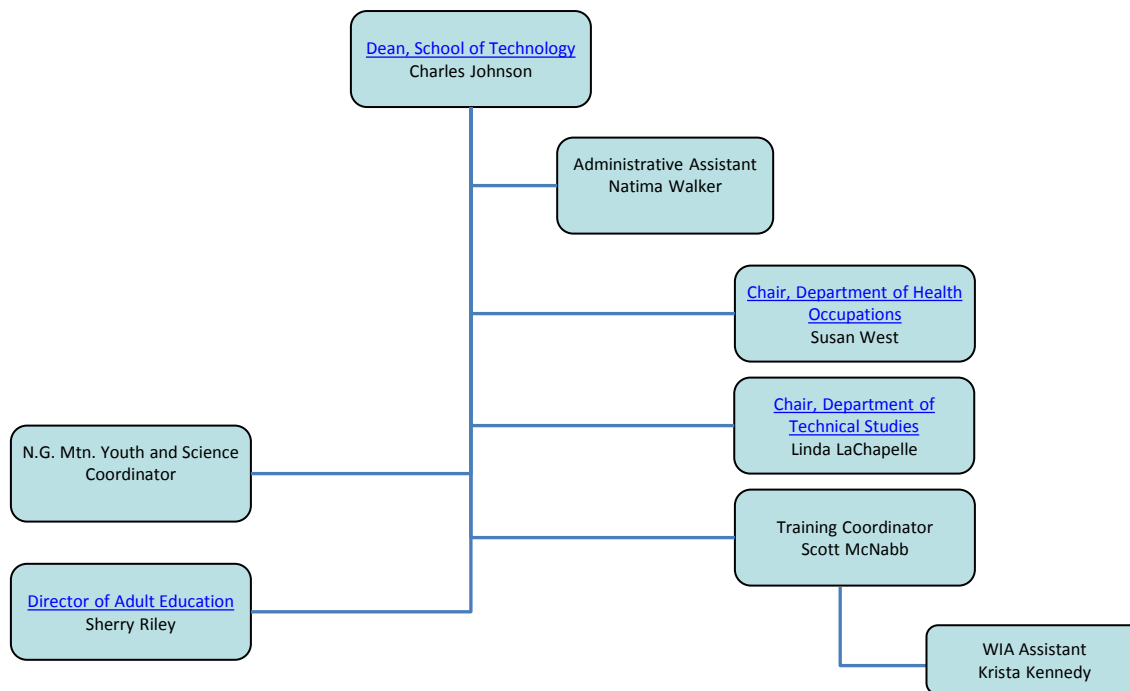 Dean, School of Technology
Charles Johnson
Administrative Assistant
Natima Walker
Chair, Department of Health
Occupations
Susan West
Chair, Department of
Technical Studies
Linda LaChapelle
N.G. Mtn. Youth and Science
Coordinator
Training Coordinator
Scott McNabb
Director of Adult Education
Sherry Riley
WIA Assistant
Krista Kennedy